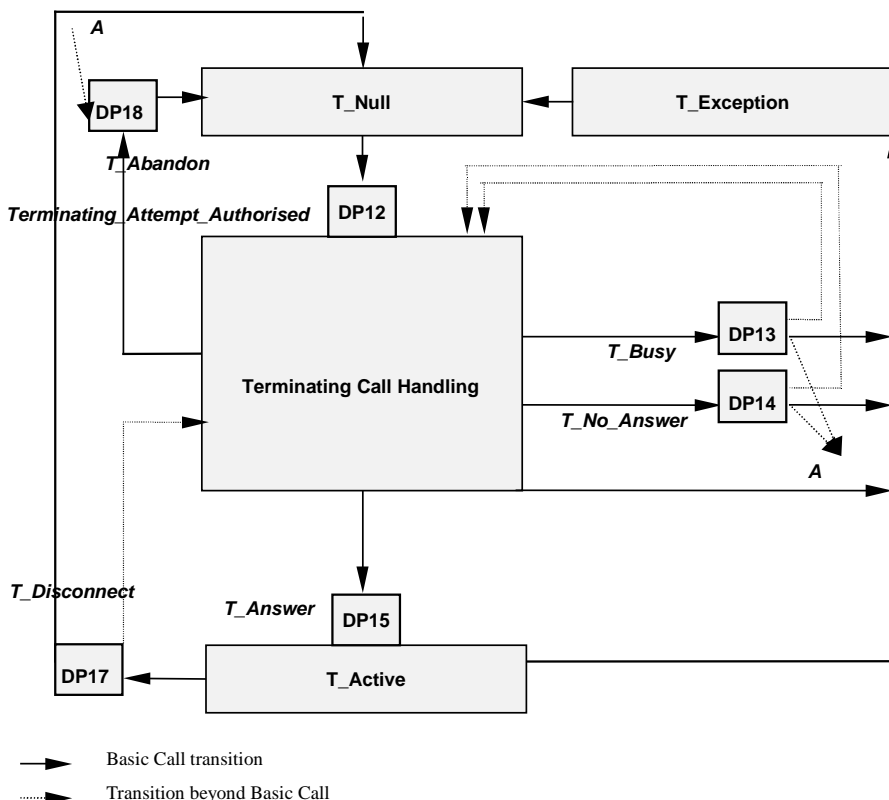 A
T_Null
T_Exception
DP18
T_Abandon
Terminating_Attempt_Authorised
DP12
DP13
T_Busy
Terminating Call Handling
DP14
T_No_Answer
A
T_Disconnect
T_Answer
DP15
DP17
T_Active
Basic Call transition
Transition beyond Basic Call